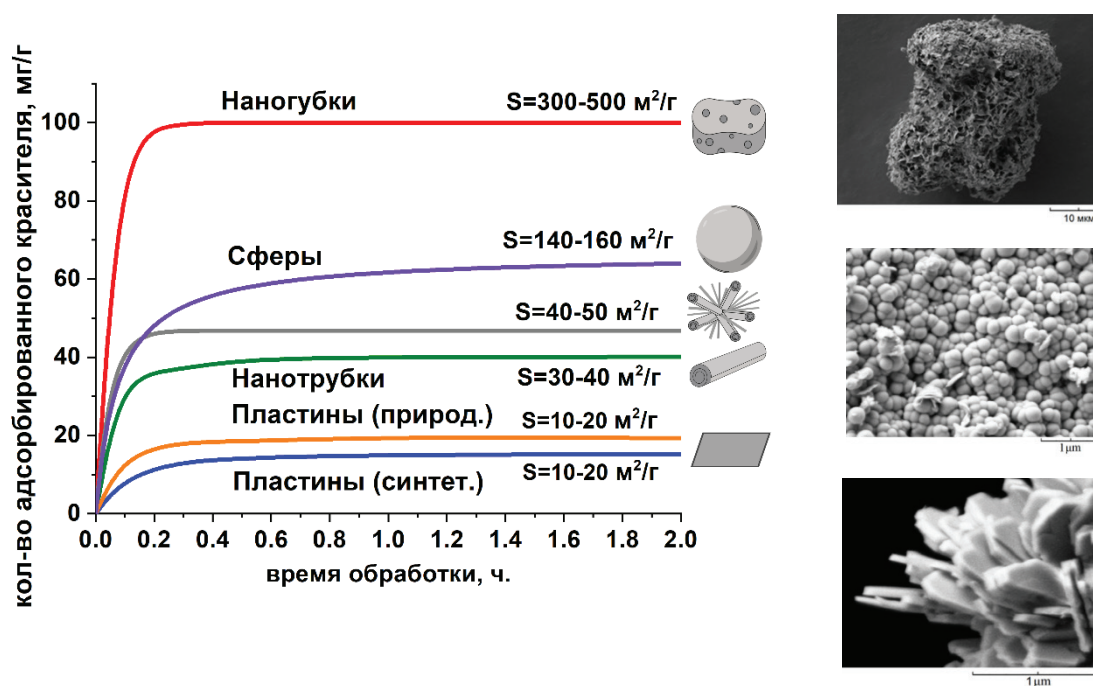 кол-во адсорбированного красителя, мг/г
100
80
60
40
20
0
Наногубки
S=300-500 м²/г
S=140-160 м²/г
Сферы
S=40-50 м²/г
Нанотрубки
S=30-40 м²/г
Пластины (природ.)
S=10-20 м²/г
Пластины (синтет.)
S=10-20 м²/г
0.0 0.2 0.4 0.6 0.8 1.0 1.2 1.4 1.6 1.8 2.0
время обработки, ч.
10 мкм
1μm
1μm